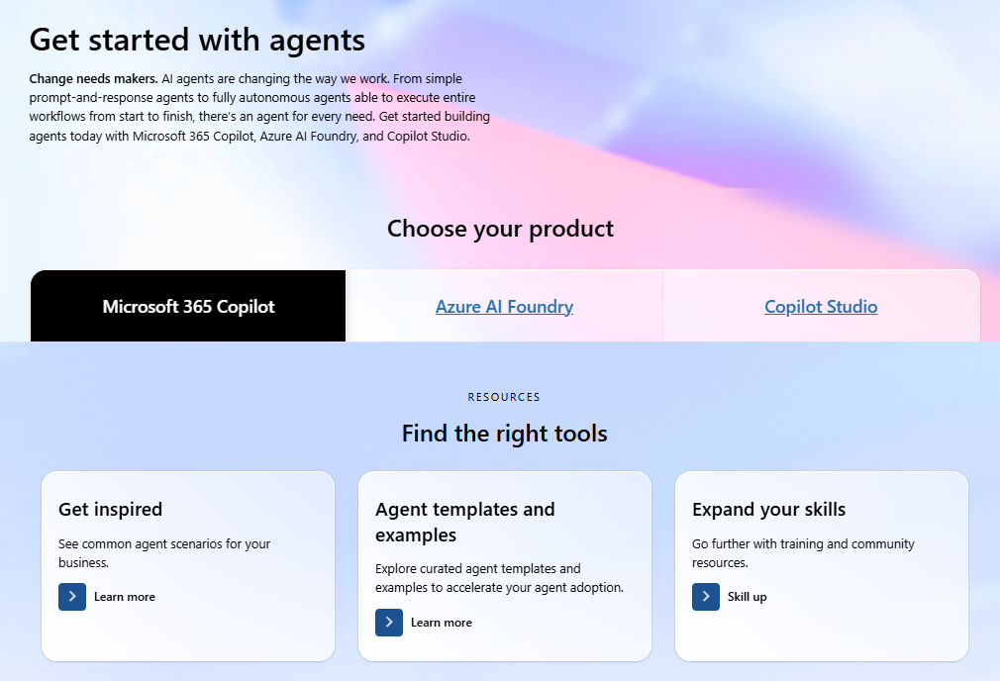 Get started with agents
Change needs makers. AI agents are changing the way we work. From simple
prompt-and-response agents to fully autonomous agents able to execute entire
workflows from start to finish, there's an agent for every need. Get started building
agents today with Microsoft 365 Copilot, Azure AI Foundry, and Copilot Studio.
Choose your product
Microsoft 365 Copilot
Azure AI Foundry
Copilot Studio
RESOURCES
Find the right tools
Get inspired
See common agent scenarios for your
business.
Learn more
Agent templates and
examples
Explore curated agent templates and
examples to accelerate your agent adoption.
Learn more
Expand your skills
Go further with training and community
resources.
Skill up